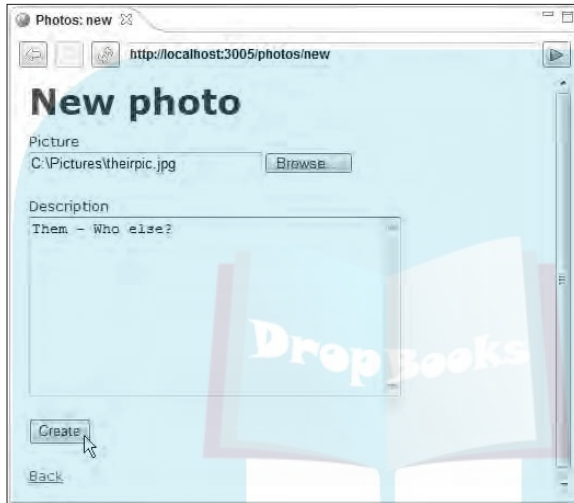 Photos: new
http://localhost:3005/photos/new
New photo
Picture
C:\Pictures\theirpic.jpg Browse...
Description
Them - Who else?
DropBooks
Create
Back